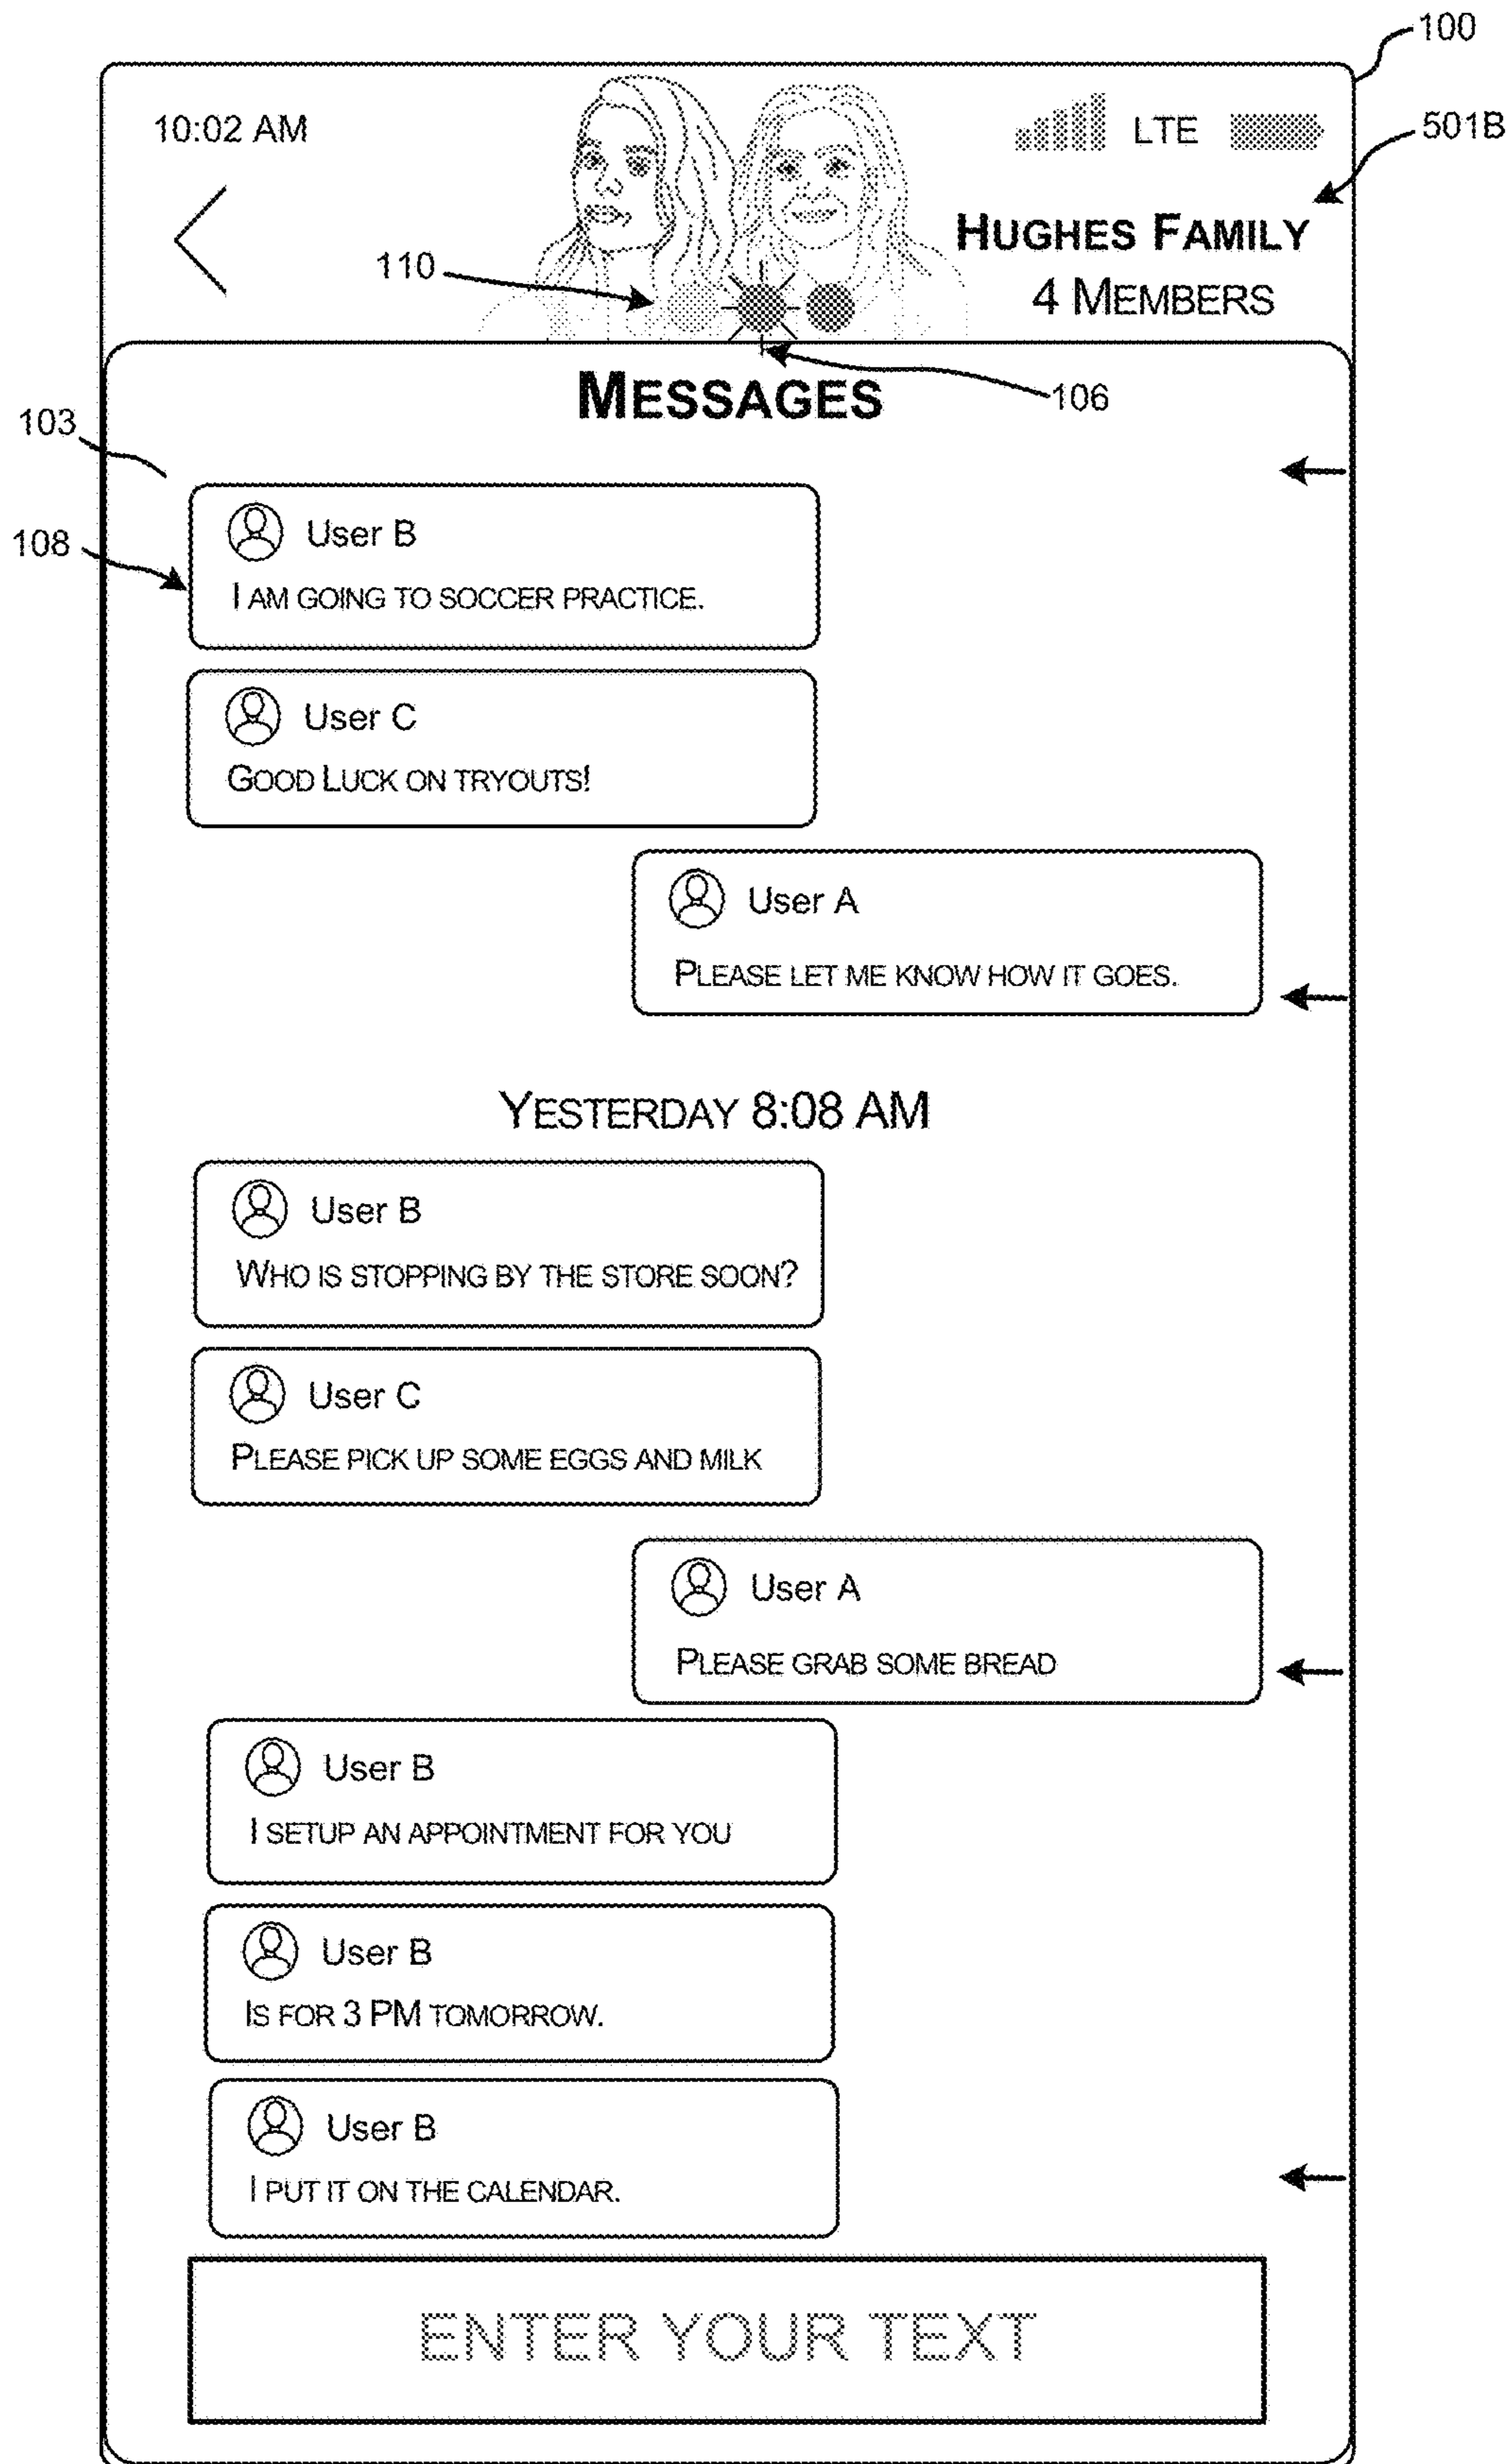 100
10:02 AM
LTE
501B
HUGHES FAMILY
110
4 MEMBERS
MESSAGES
106
103
User B
108
I AM GOING TO SOCCER PRACTICE.
User C
GOOD LUCK ON TRYOUTS!
User A
PLEASE LET ME KNOW HOW IT GOES.
YESTERDAY 8:08 AM
User B
WHO IS STOPPING BY THE STORE SOON?
User C
PLEASE PICK UP SOME EGGS AND MILK
User A
PLEASE GRAB SOME BREAD
User B
I SETUP AN APPOINTMENT FOR YOU
User B
IS FOR 3 PM TOMORROW.
User B
I PUT IT ON THE CALENDAR.
ENTER YOUR TEXT